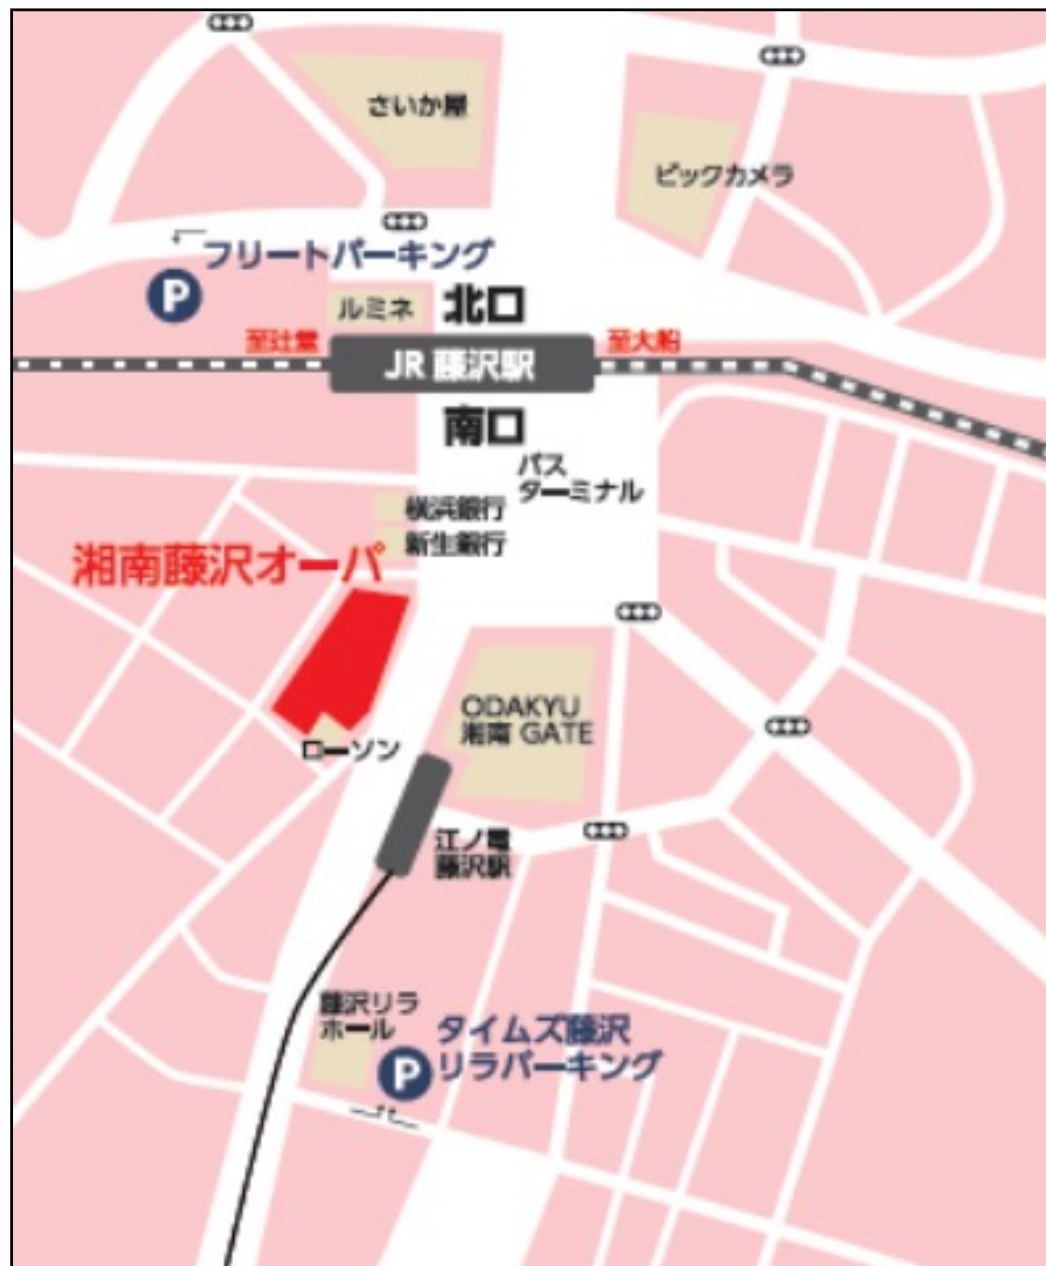 さいか屋
ビックカメラ
フリートパーキング
P
ルミネ
北口
至辻堂
JR 藤沢駅
至大船
南口
バス
ターミナル
横浜銀行
新生銀行
湘南藤沢オーパ
ODAKYU
湘南 GATE
ローソン
江ノ電
藤沢駅
藤沢リラ
ホール
タイムズ藤沢
リラパーキング
P